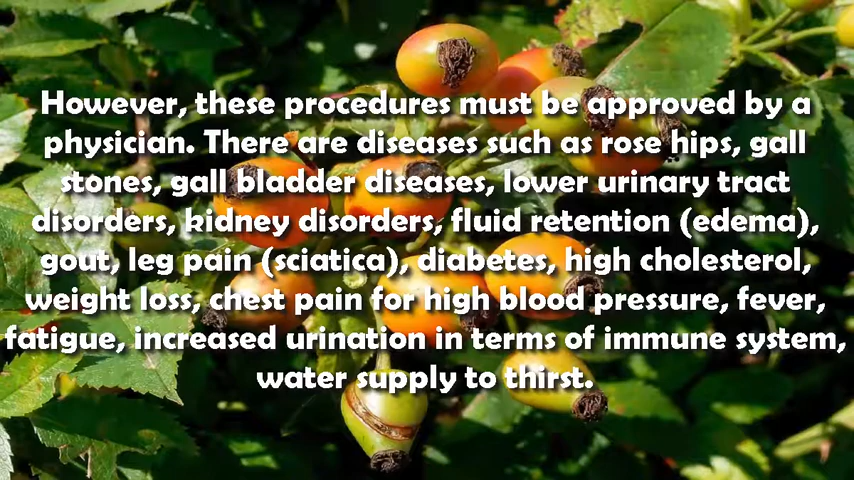 However, these procedures must be approved by a
physician. There are diseases such as rose hips, gall
stones, gall bladder diseases, lower urinary tract
disorders, kidney disorders, fluid retention (edema),
gout, leg pain (sciatica), diabetes, high cholesterol,
weight loss, chest pain for high blood pressure, fever,
fatigue, increased urination in terms of immune system,
water supply to thirst.